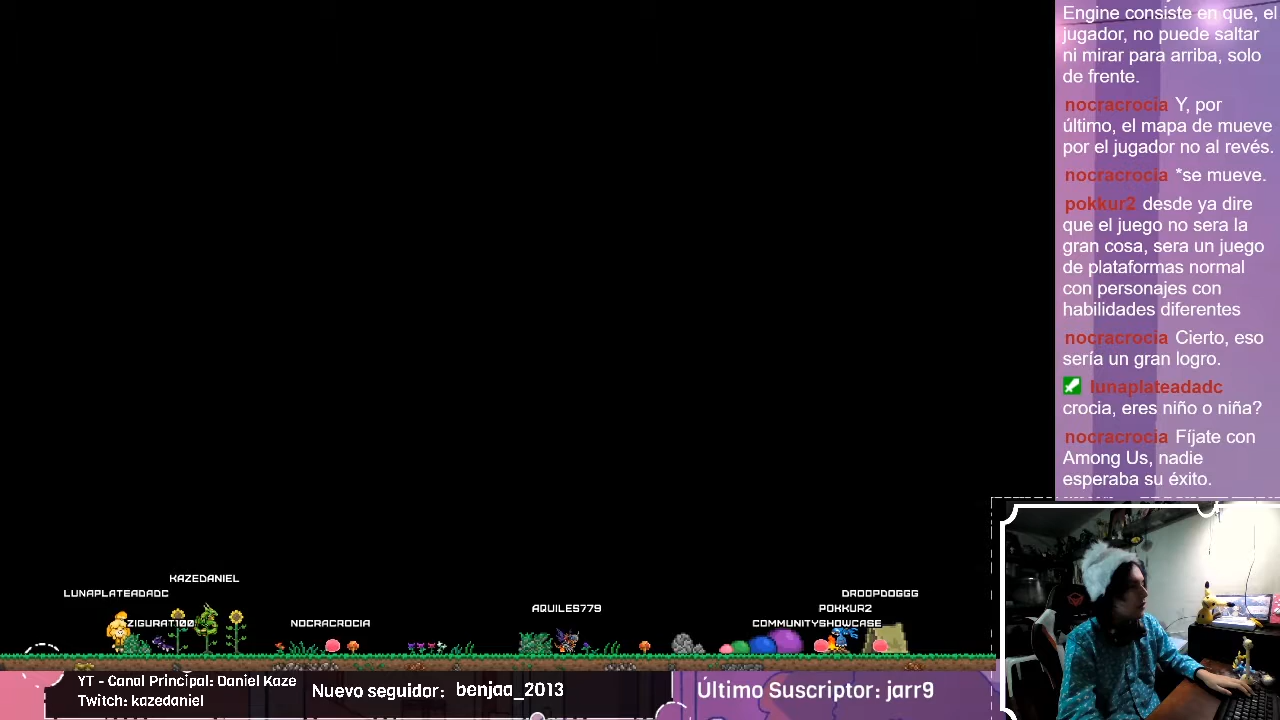 Engine consiste en que, el
jugador, no puede saltar
ni mirar para arriba, solo
de frente.
nocracrocia Y, por
último, el mapa de mueve
por el jugador no al revés.
nocracrocia *se mueve.
pokkur2 desde ya dire
que el juego no sera la
gran cosa, sera un juego
de plataformas normal
con personajes con
habilidades diferentes
nocracrocia Cierto, eso
sería un gran logro.
lunaplateadadc
crocia, eres niño o niña?
nocracrocia Fíjate con
Among Us, nadie
esperaba su éxito.
KAZEDANIEL
LUNAPLATEADADC
ZIGURAT100
NOCRACROCIA
AQUILES779
DROOPDOGGG
POKKUR2
COMMUNITYSHOWCASE
YT - Canal Principal: Daniel Kaze
Twitch: kazedaniel
Nuevo seguidor: benjaa_2013
Último Suscriptor: jarr9